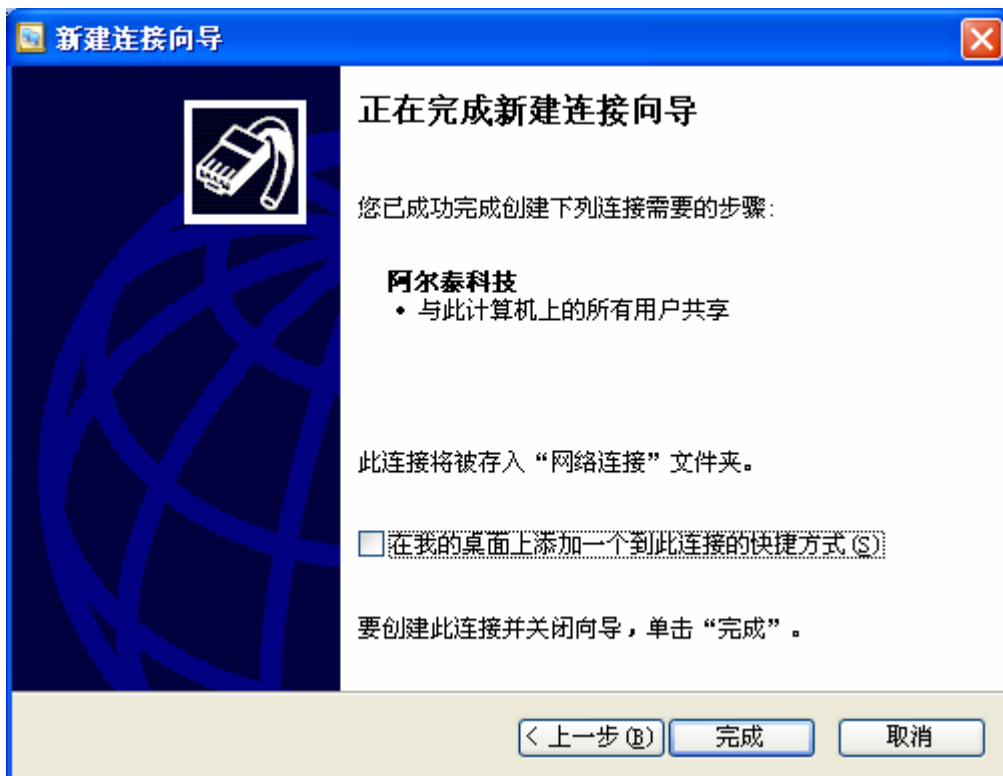 新建连接向导
正在完成新建连接向导
您已成功完成创建下列连接需要的步骤:
阿尔泰科技
• 与此计算机上的所有用户共享
此连接将被存入“网络连接”文件夹。
在我的桌面上添加一个到此连接的快捷方式(S)
要创建此连接并关闭向导，单击“完成”。
< 上一步(B) 完成 取消